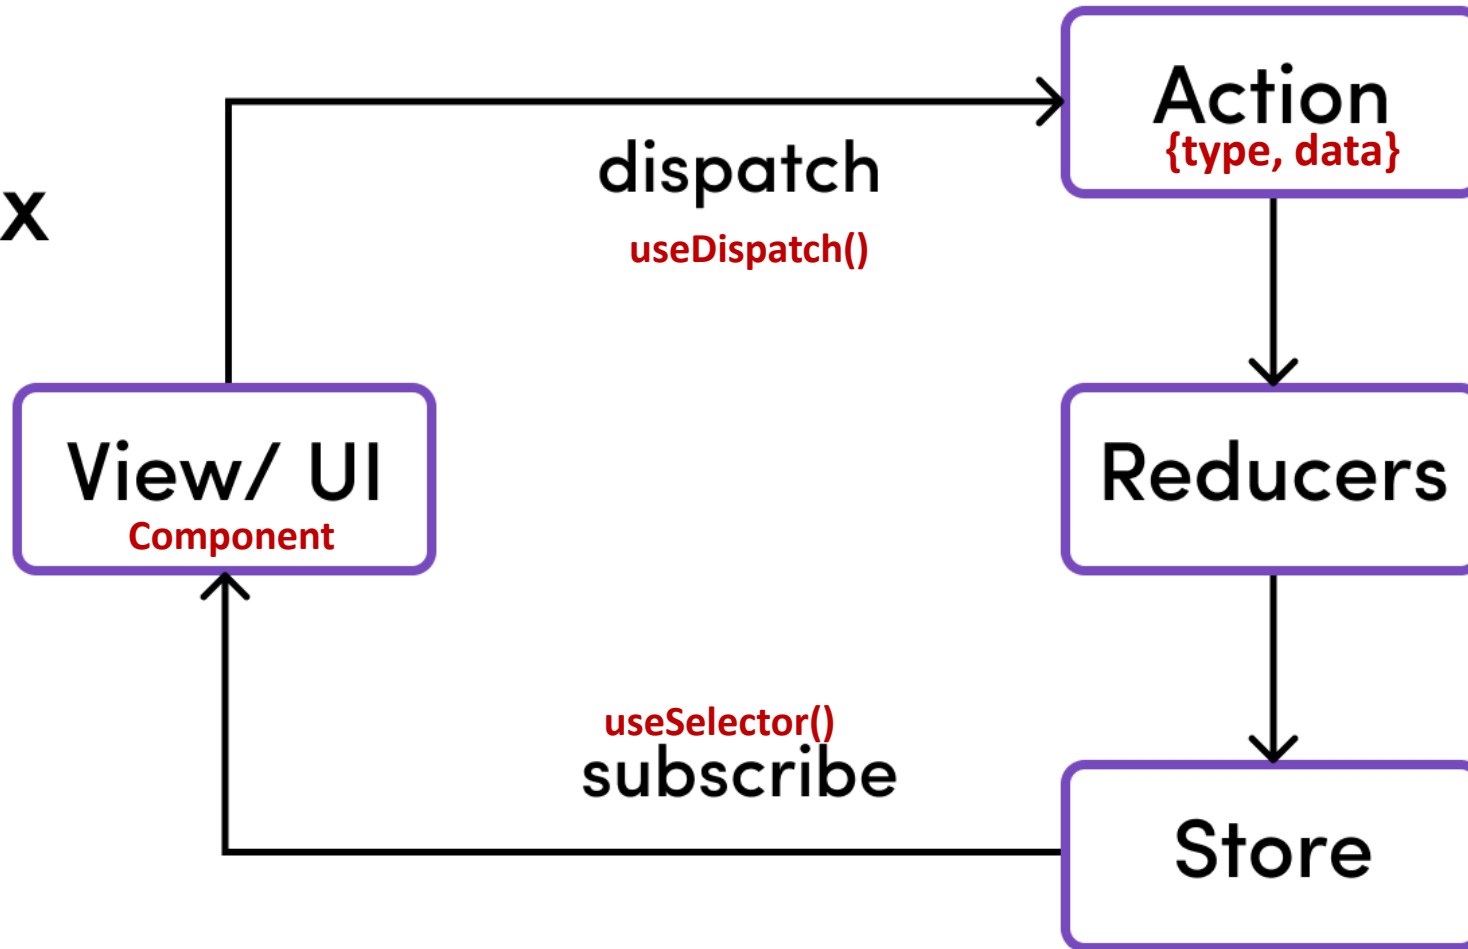 Action
{type, data}
dispatch
useDispatch()
x
View/ UI
Component
Reducers
useSelector()
subscribe
Store